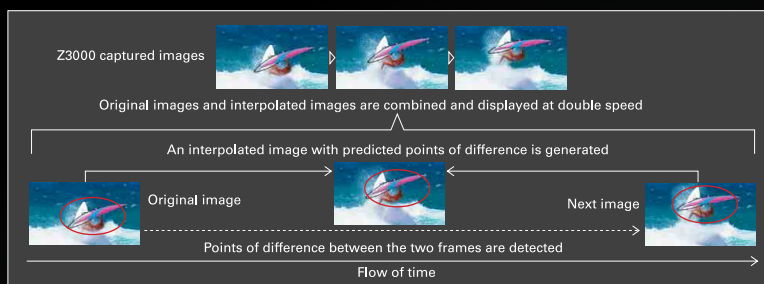 Z3000 captured images
Original images and interpolated images are combined and displayed at double speed
An interpolated image with predicted points of difference is generated
Original image
Next image
Points of difference between the two frames are detected
Flow of time